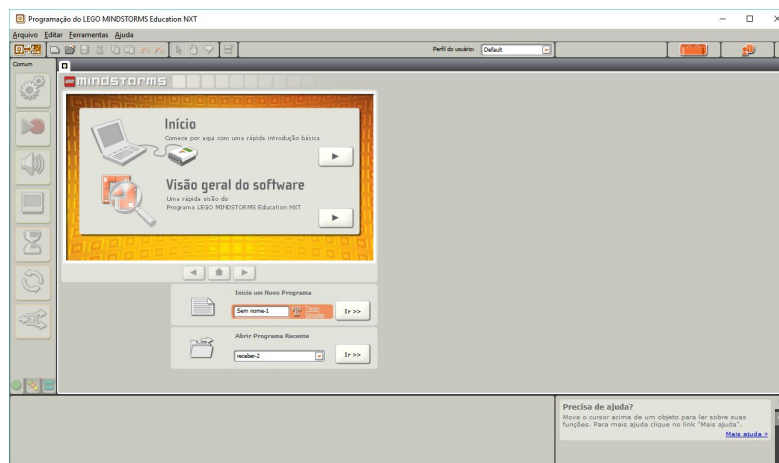 Programação do LEGO MINDSTORMS Education NXT
Arquivo Editar Ferramentas Ajuda
Perfil do usuário: Default
Comum
mindstorms
Início
Comece por aqui com uma rápida introdução básica
Visão geral do software
Uma rápida visão do
Programa LEGO MINDSTORMS Education NXT
Inicie um Novo Programa
Sem nome-1
Ir >>
Abrir Programa Recente
receber-2
Ir >>
Precisa de ajuda?
Mova o cursor acima de um objeto para ler sobre suas
funções. Para mais ajuda clique no link "Mais ajuda".
Mais ajuda »